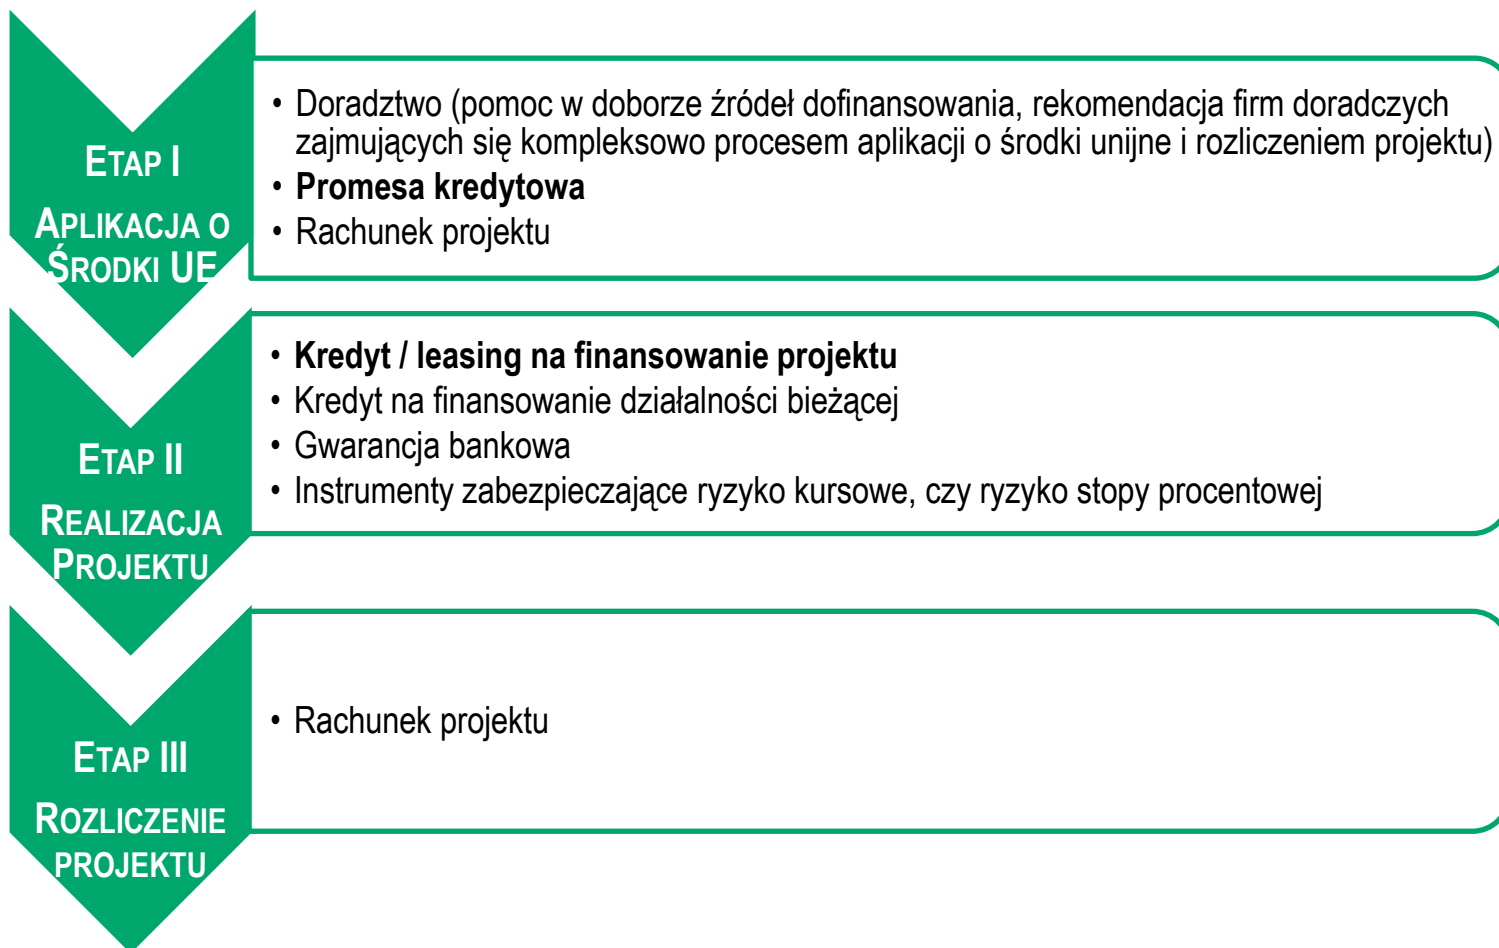 ETAP I
APLIKACJA O
ŚRODKI UE
• Doradztwo (pomoc w doborze źródeł dofinansowania, rekomendacja firm doradczych
zajmujących się kompleksowo procesem aplikacji o środki unijne i rozliczeniem projektu)
• Promesa kredytowa
• Rachunek projektu
ETAP II
REALIZACJA
PROJEKTU
• Kredyt / leasing na finansowanie projektu
• Kredyt na finansowanie działalności bieżącej
• Gwarancja bankowa
• Instrumenty zabezpieczające ryzyko kursowe, czy ryzyko stopy procentowej
ETAP III
ROZLICZENIE
PROJEKTU
• Rachunek projektu